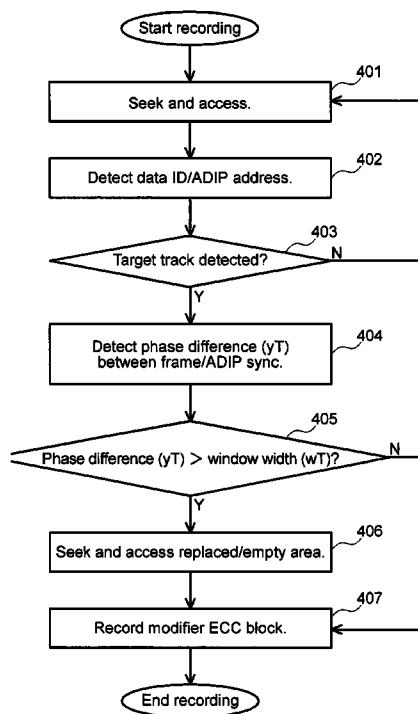 Start recording
401
Seek and access.
402
Detect data ID/ADIP address.
403
Target track detected?
N
Y
404
Detect phase difference (yT)
between frame/ADIP sync.
405
Phase difference (yT) > window width (wT)?
N
Y
406
Seek and access replaced/empty area.
407
Record modifier ECC block.
End recording